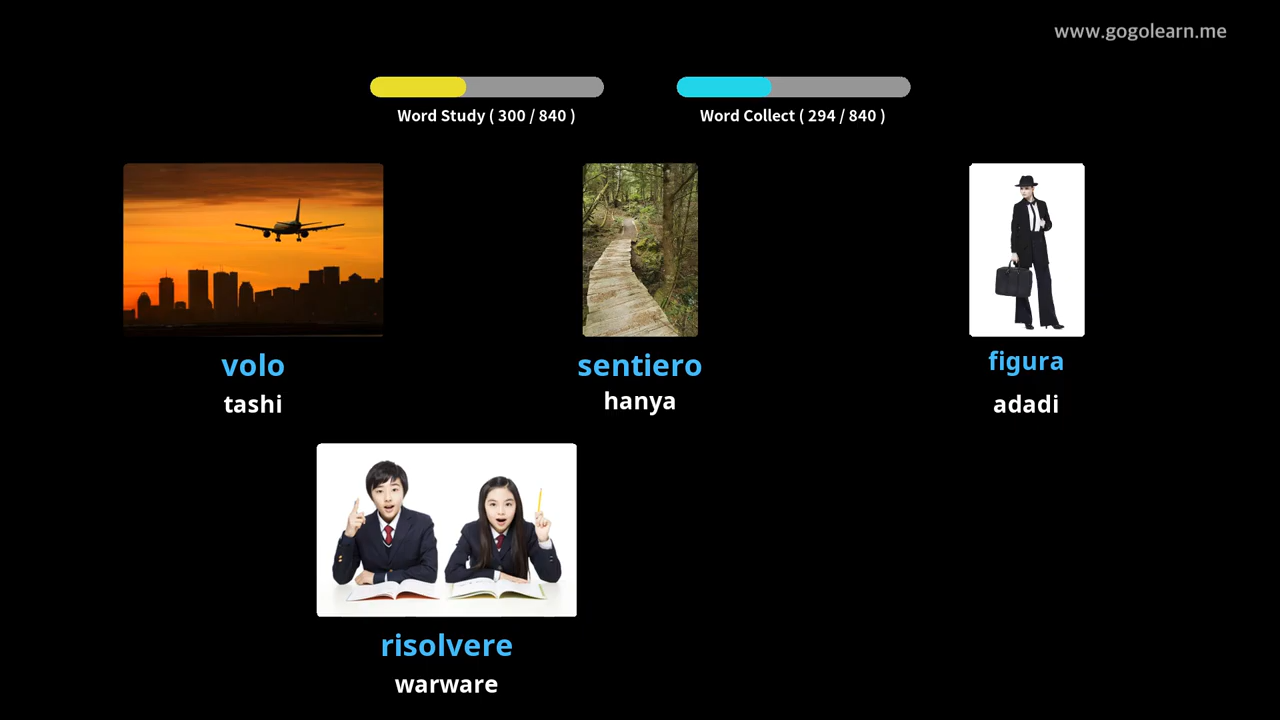 www.gogolearn.me
Word Study ( 300 / 840 )
Word Collect ( 294 / 840 )
volo
tashi
sentiero
hanya
figura
adadi
risolvere
warware